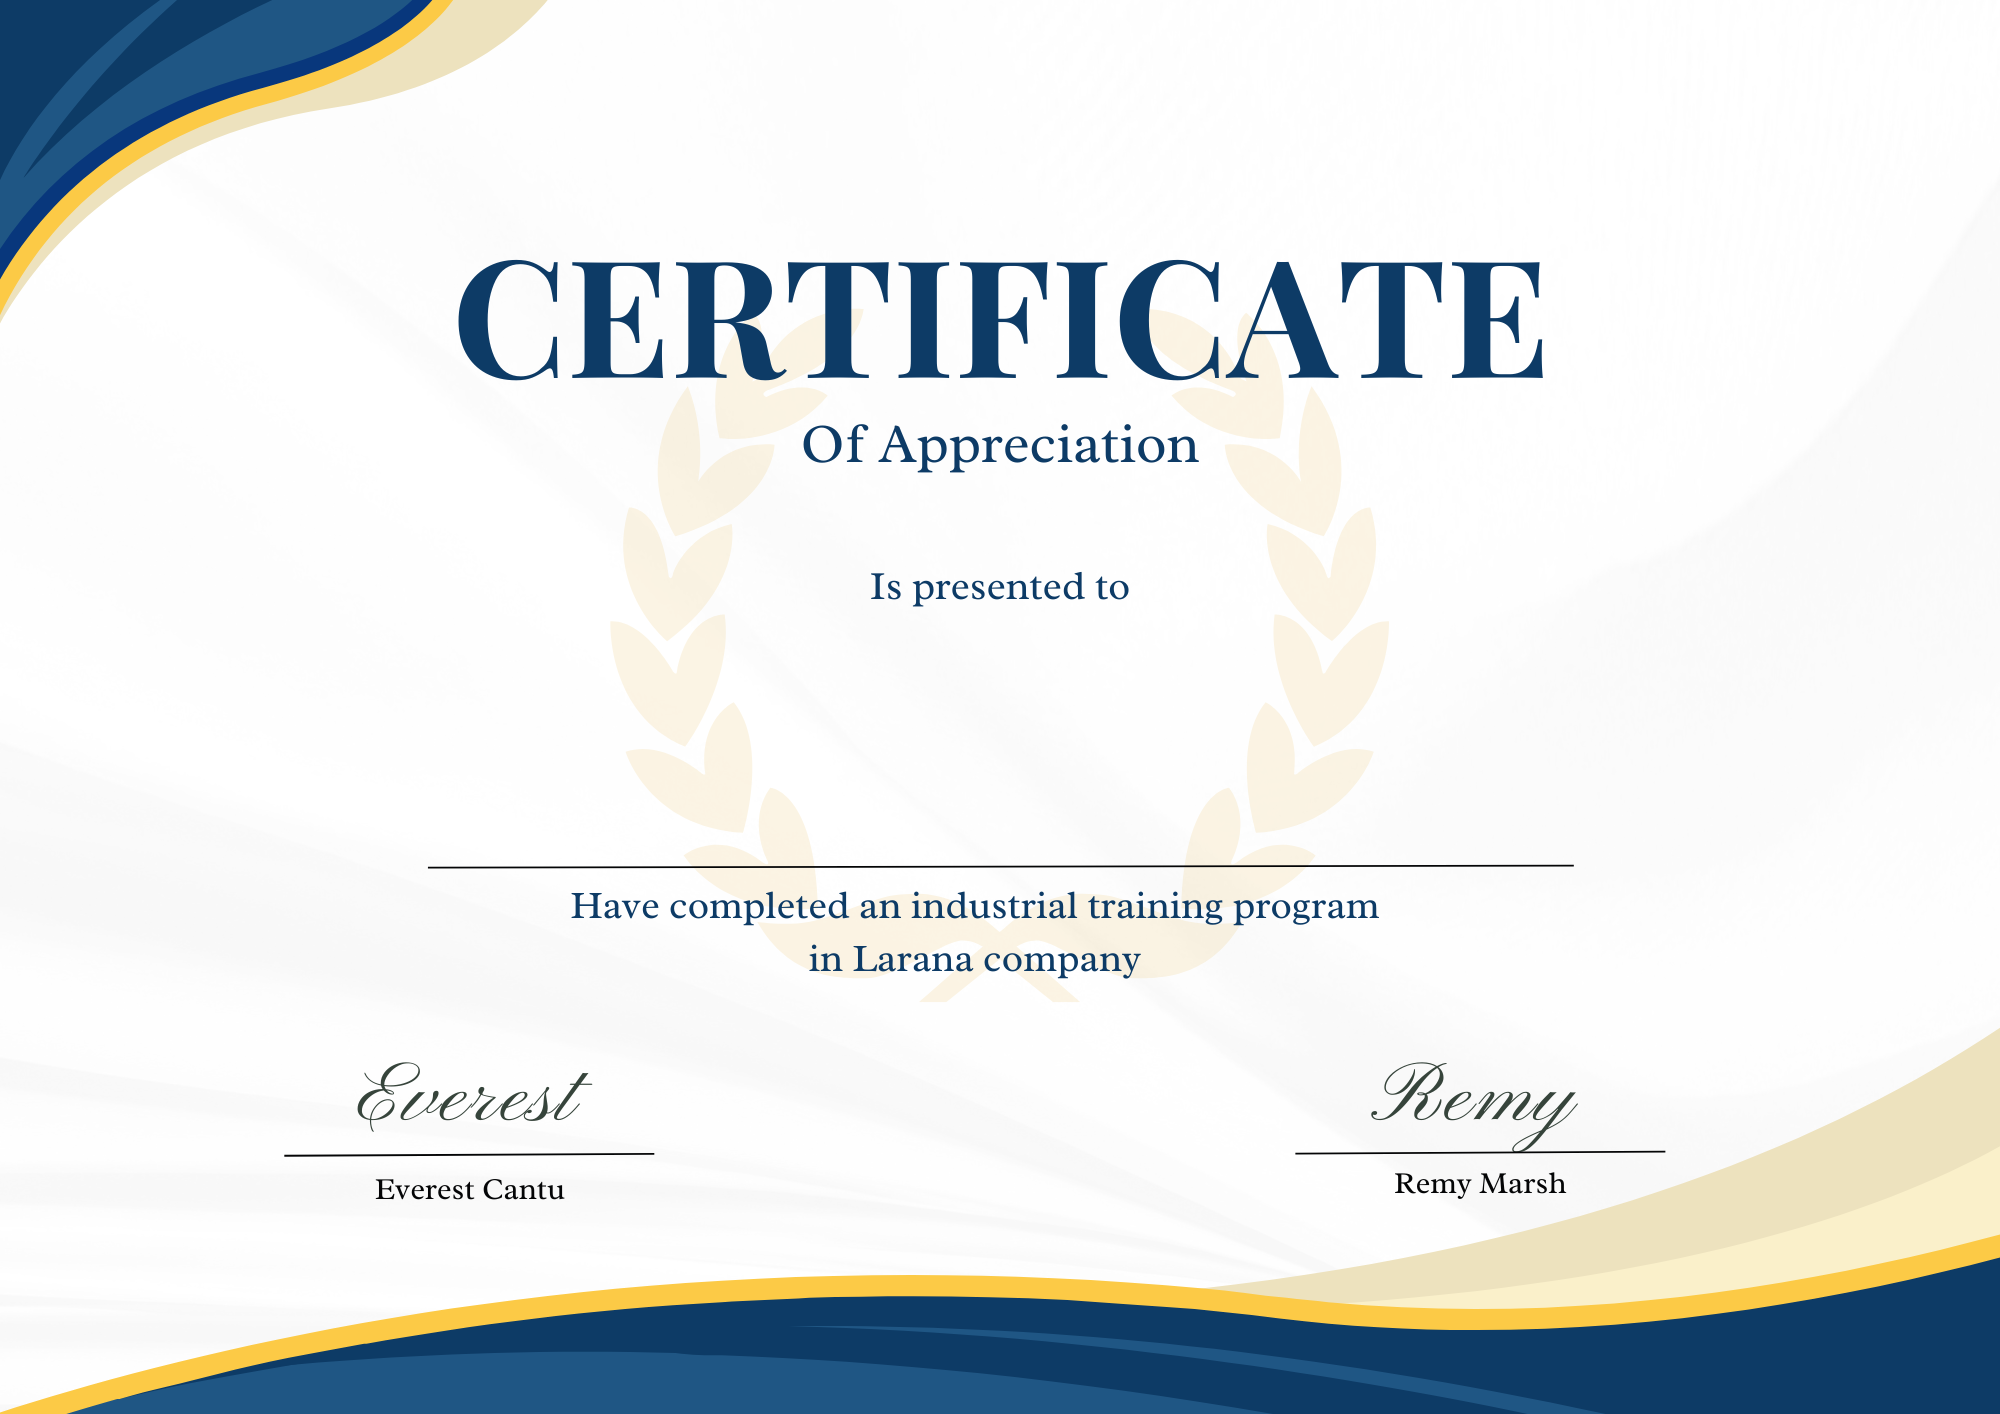 CERTIFICATE
Of Appreciation
Is presented to
Have completed an industrial training program
in Larana company
Everest
Remy
Everest Cantu
Remy Marsh